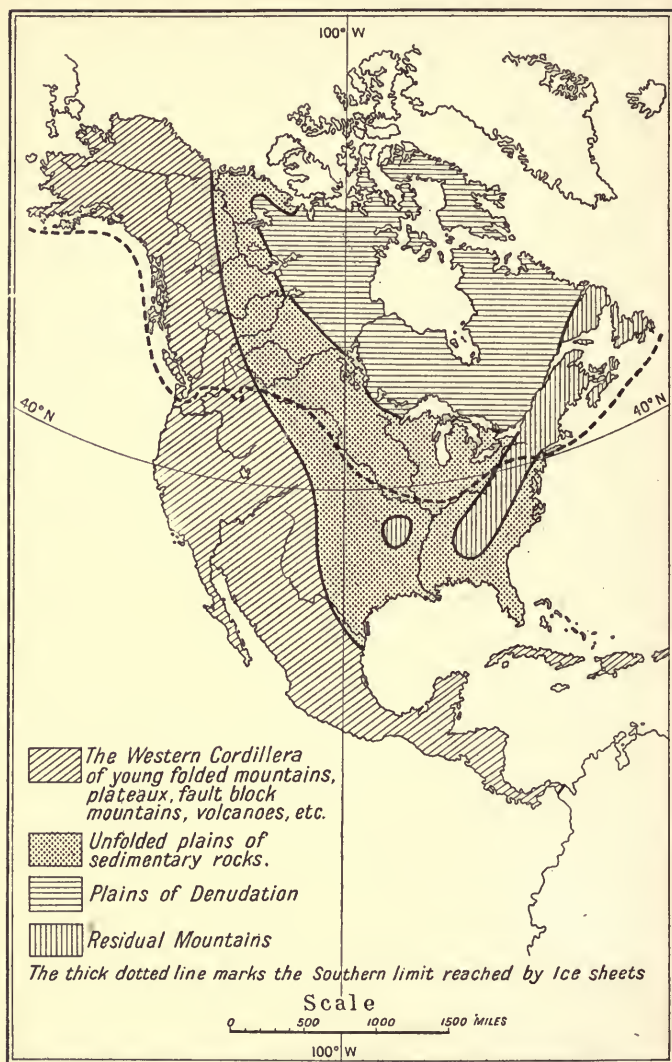 100° W
40° N
40° N
The Western Cordillera
of young folded mountains,
plateaux, fault block
mountains, volcanoes, etc.
Unfolded plains of
sedimentary rocks.
Plains of Denudation
Residual Mountains
The thick dotted line marks the Southern limit reached by Ice sheets
Scale
0 500 1000 1500 MILES
100° W